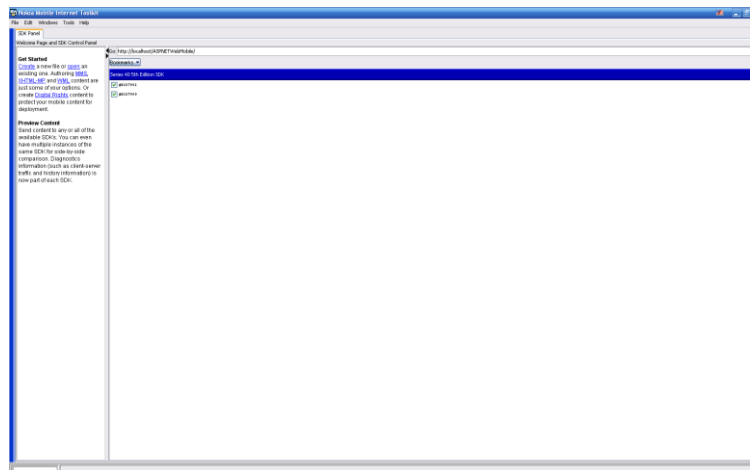 Nokia Mobile Internet Toolkit
File Edit Windows Tools Help
SDK Panel
Welcome Page and SDK Control Panel
Go http://localhost/ASPNETWebMobile/
Bookmarks
Series 40 5th Edition SDK
Get Started
Create a new file or open an
existing one. Authoring MMS,
XHTML-MP and WML content are
just some of your options. Or
create Digital Rights content to
protect your mobile content for
deployment.
Preview Content
Send content to any or all of the
available SDKs. You can even
have multiple instances of the
same SDK for side-by-side
comparison. Diagnostics
information (such as client-server
traffic and history information) is
now part of each SDK.